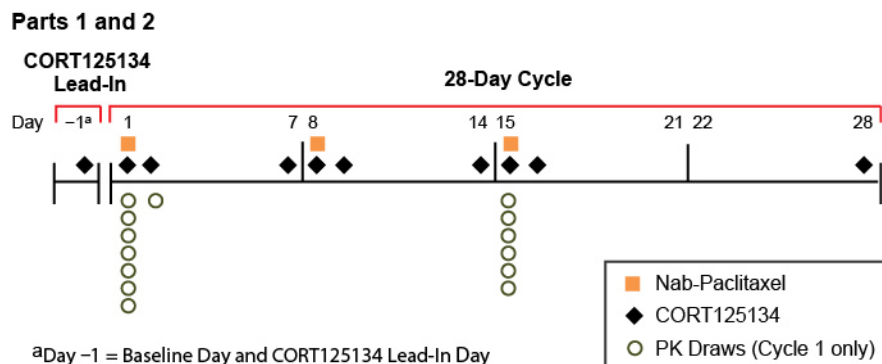 Parts 1 and 2
CORT125134
Lead-In
28-Day Cycle
Day −1ᵃ 1 7 8 14 15 21 22 28
Nab-Paclitaxel
CORT125134
PK Draws (Cycle 1 only)
ᵃDay −1 = Baseline Day and CORT125134 Lead-In Day